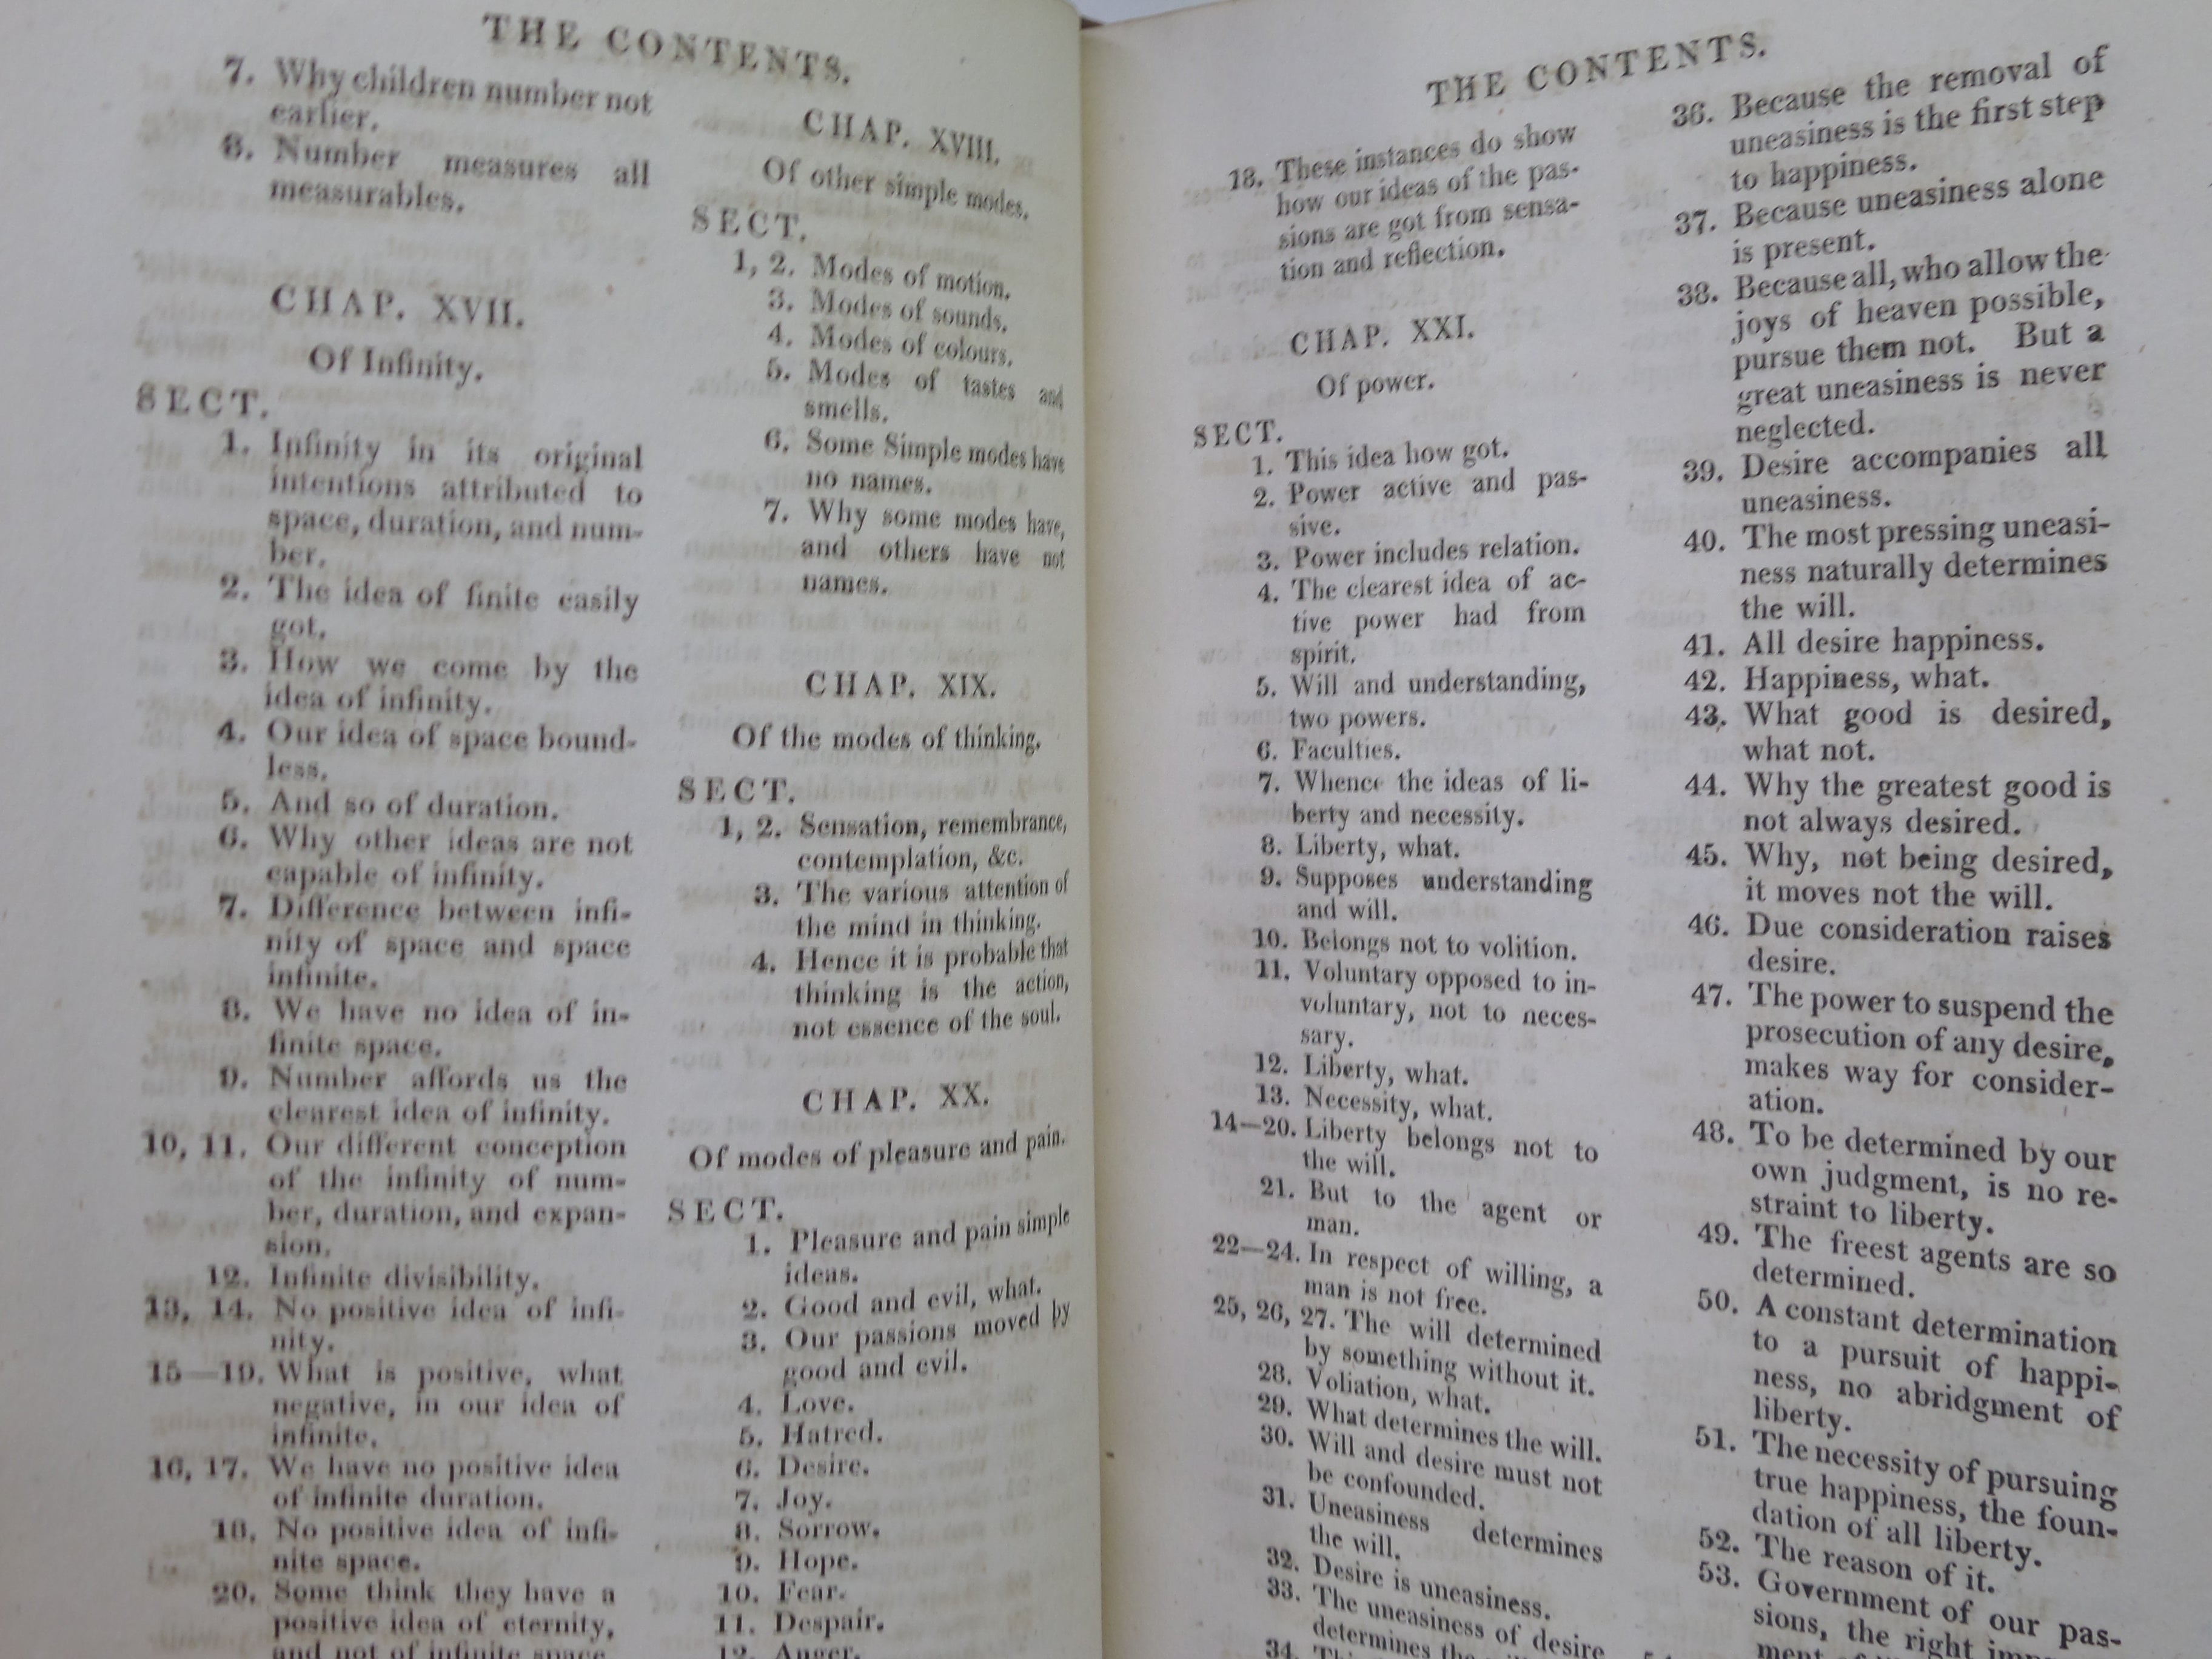 THE CONTENTS.
7. Why children number not
earlier.
8. Number measures all
measurables.
CHAP. XVII.
Of Infinity.
SECT.
1. Infinity in its original
intentions attributed to
space, duration, and num-
ber.
2. The idea of finite easily
got.
3. How we come by the
idea of infinity.
4. Our idea of space bound-
less.
5. And so of duration.
6. Why other ideas are not
capable of infinity.
7. Difference between infi-
nity of space and space
infinite.
8. We have no idea of in-
finite space.
9. Number affords us the
clearest idea of infinity.
10, 11. Our different conception
of the infinity of num-
ber, duration, and expan-
sion.
12. Infinite divisibility.
13, 14. No positive idea of infi-
nity.
15—19. What is positive, what
negative, in our idea of
infinite.
16, 17. We have no positive idea
of infinite duration.
18. No positive idea of infi-
nite space.
20. Some think they have a
positive idea of eternity,
and not of infinite space.
CHAP. XVIII.
Of other simple modes.
SECT.
1, 2. Modes of motion.
3. Modes of sounds.
4. Modes of colours.
5. Modes of tastes and
smells.
6. Some Simple modes have
no names.
7. Why some modes have,
and others have not
names.
CHAP. XIX.
Of the modes of thinking.
SECT.
1, 2. Sensation, remembrance,
contemplation, &c.
3. The various attention of
the mind in thinking.
4. Hence it is probable that
thinking is the action,
not essence of the soul.
CHAP. XX.
Of modes of pleasure and pain.
SECT.
1. Pleasure and pain simple
ideas.
2. Good and evil, what.
3. Our passions moved by
good and evil.
4. Love.
5. Hatred.
6. Desire.
7. Joy.
8. Sorrow.
9. Hope.
10. Fear.
11. Despair.
12. Anger.
THE CONTENTS.
18. These instances do show
how our ideas of the pas-
sions are got from sensa-
tion and reflection.
CHAP. XXI.
Of power.
SECT.
1. This idea how got.
2. Power active and pas-
sive.
3. Power includes relation.
4. The clearest idea of ac-
tive power had from
spirit.
5. Will and understanding,
two powers.
6. Faculties.
7. Whence the ideas of li-
berty and necessity.
8. Liberty, what.
9. Supposes understanding
and will.
10. Belongs not to volition.
11. Voluntary opposed to in-
voluntary, not to neces-
sary.
12. Liberty, what.
13. Necessity, what.
14—20. Liberty belongs not to
the will.
21. But to the agent or
man.
22—24. In respect of willing, a
man is not free.
25, 26, 27. The will determined
by something without it.
28. Voliation, what.
29. What determines the will.
30. Will and desire must not
be confounded.
31. Uneasiness determines
the will.
32. Desire is uneasiness.
33. The uneasiness of desire
determines the
34.
36. Because the removal of
uneasiness is the first step
to happiness.
37. Because uneasiness alone
is present.
38. Because all, who allow the
joys of heaven possible,
pursue them not. But a
great uneasiness is never
neglected.
39. Desire accompanies all
uneasiness.
40. The most pressing uneasi-
ness naturally determines
the will.
41. All desire happiness.
42. Happiness, what.
43. What good is desired,
what not.
44. Why the greatest good is
not always desired.
45. Why, not being desired,
it moves not the will.
46. Due consideration raises
desire.
47. The power to suspend the
prosecution of any desire,
makes way for consider-
ation.
48. To be determined by our
own judgment, is no re-
straint to liberty.
49. The freest agents are so
determined.
50. A constant determination
to a pursuit of happi-
ness, no abridgment of
liberty.
51. The necessity of pursuing
true happiness, the foun-
dation of all liberty.
52. The reason of it.
53. Government of our pas-
sions, the right